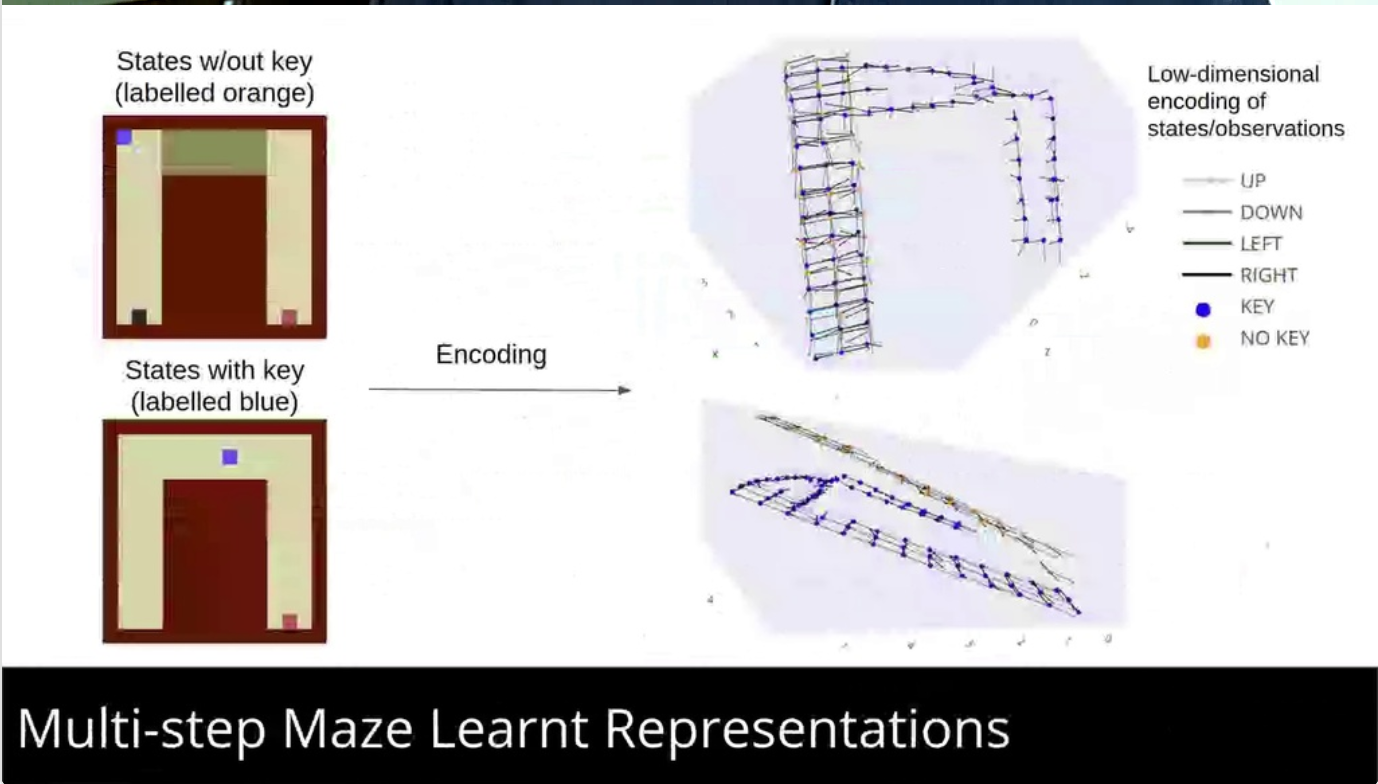 States w/out key
(labelled orange)
States with key
(labelled blue)
Encoding
Low-dimensional
encoding of
states/observations
UP
DOWN
LEFT
RIGHT
KEY
NO KEY
Multi-step Maze Learnt Representations